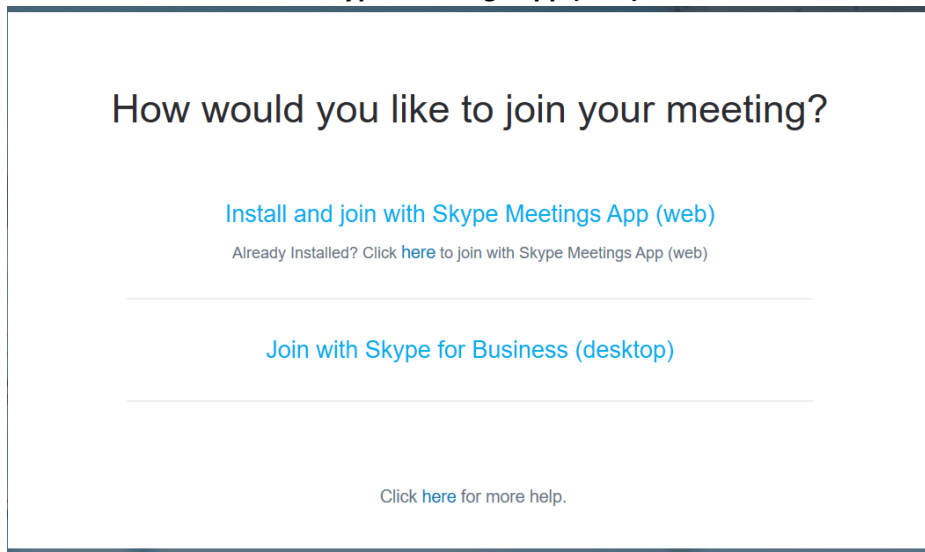 How would you like to join your meeting?
Install and join with Skype Meetings App (web)
Already Installed? Click here to join with Skype Meetings App (web)
Join with Skype for Business (desktop)
Click here for more help.